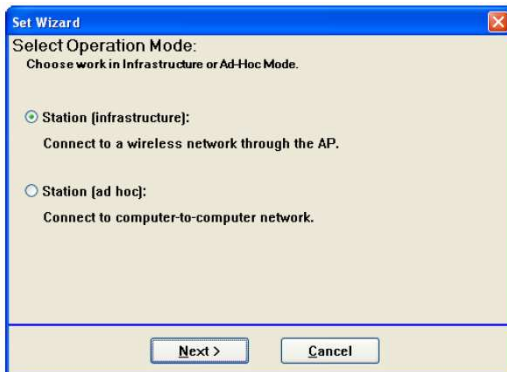 Set Wizard
Select Operation Mode:
Choose work in Infrastructure or Ad-Hoc Mode.
Station (infrastructure):
Connect to a wireless network through the AP.
Station (ad hoc):
Connect to computer-to-computer network.
Next >
Cancel